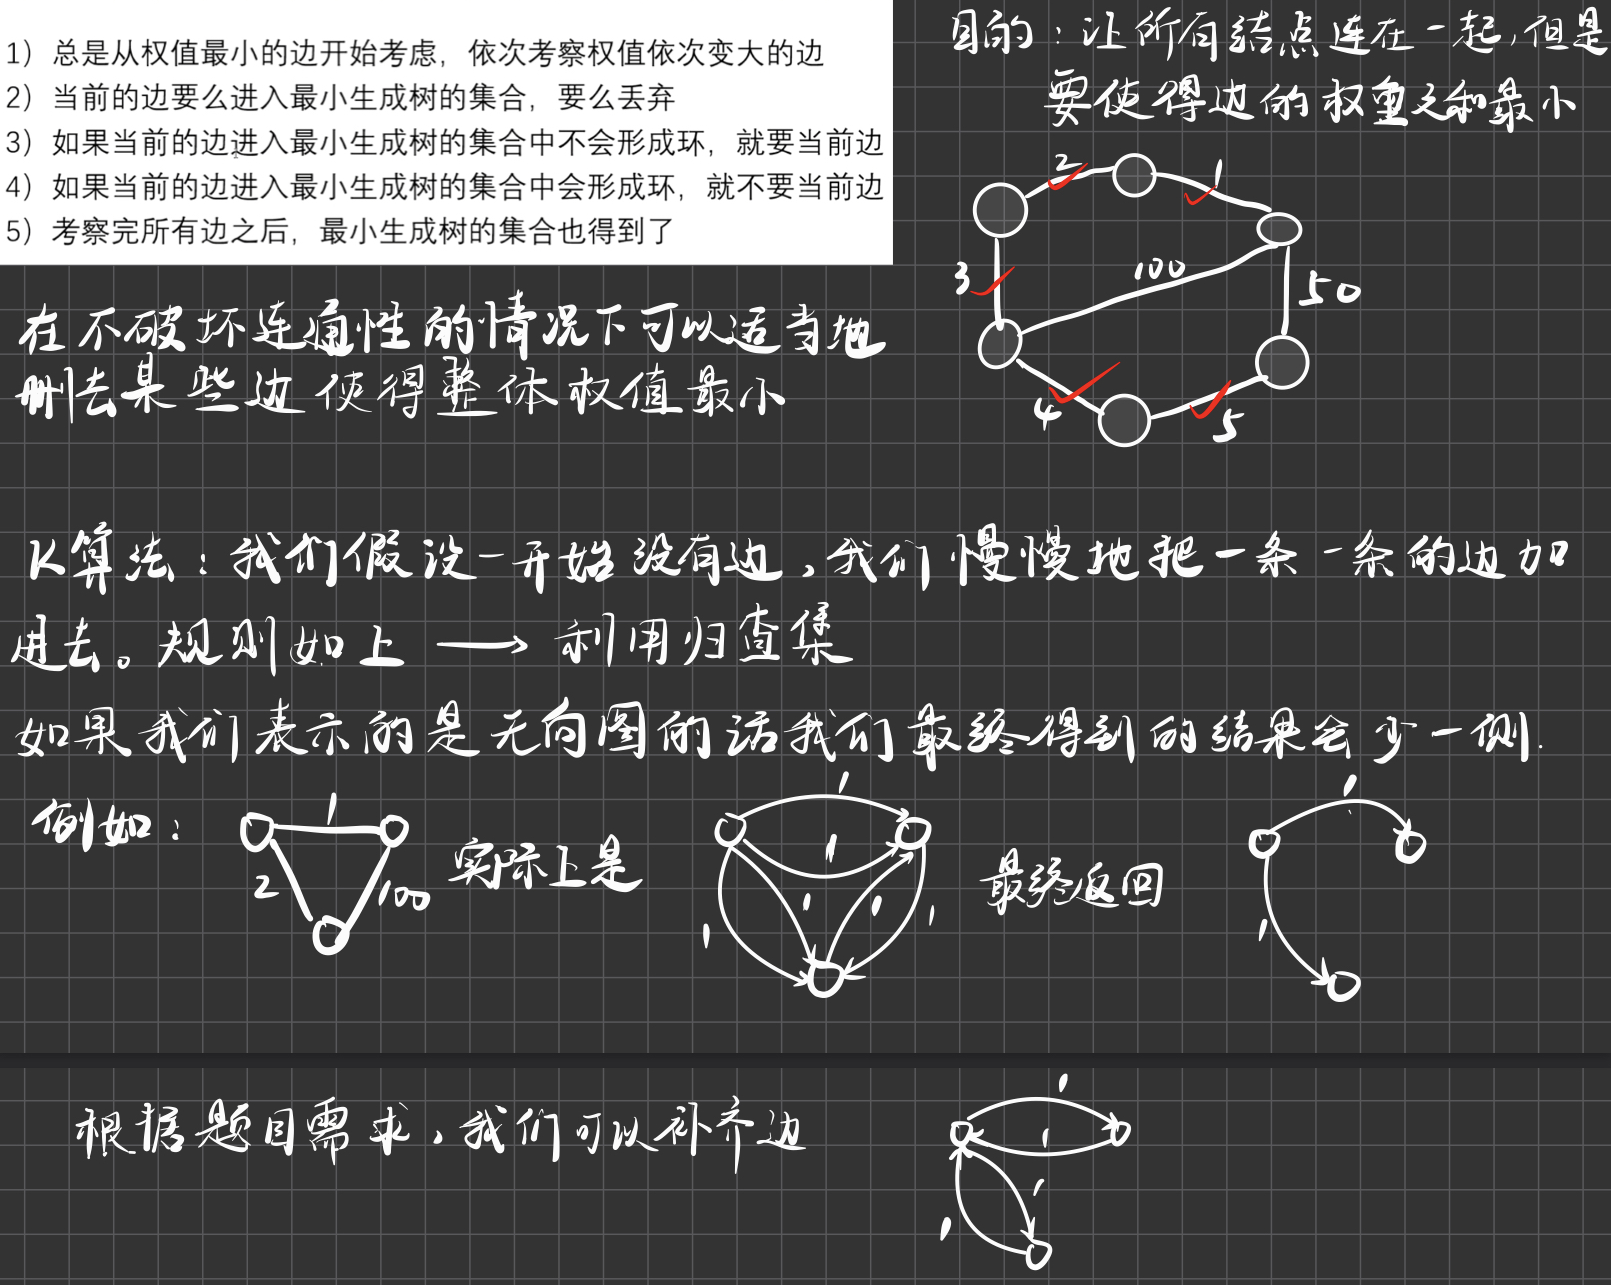 1）总是从权值最小的边开始考虑，依次考察权值依次变大的边
2）当前的边要么进入最小生成树的集合，要么丢弃
3）如果当前的边进入最小生成树的集合中不会形成环，就要当前边
4）如果当前的边进入最小生成树的集合中会形成环，就不要当前边
5）考察完所有边之后，最小生成树的集合也得到了
目的：让所有结点连在一起，但是
要使得边的权重之和最小
2
1
3
100
50
4
5
在不破坏连通性的情况下可以适当地
删去某些边使得整体权值最小
K算法：我们假设一开始没有边，我们慢慢地把一条一条的边加
进去。规则如上 → 利用归查集
如果我们表示的是无向图的话我们最终得到的结果会少一侧.
例如：
1
2
100
实际上是
1
1
1
1
1
1
最终返回
1
1
根据题目需求，我们可以补齐边
1
1
1
1